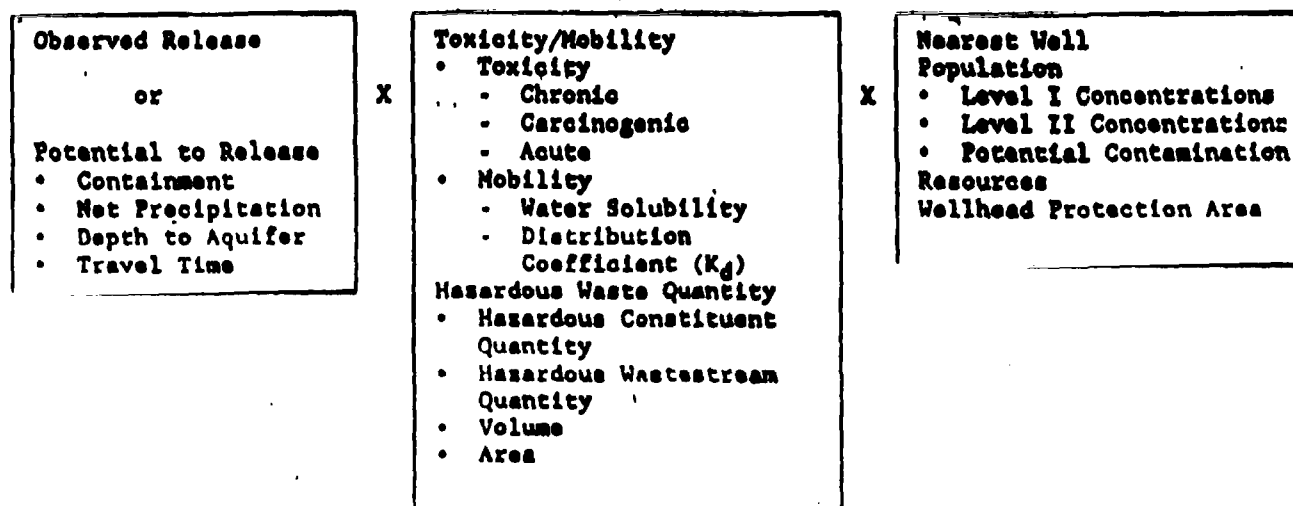 Observed Release
or
Potential to Release
• Containment
• Net Precipitation
• Depth to Aquifer
• Travel Time
X
Toxicity/Mobility
• Toxicity
- Chronic
- Carcinogenic
- Acute
• Mobility
- Water Solubility
- Distribution
Coefficient (Kd)
Hazardous Waste Quantity
• Hazardous Constituent
Quantity
• Hazardous Wastestream
Quantity
• Volume
• Area
X
Nearest Well
Population
• Level I Concentrations
• Level II Concentrations
• Potential Contamination
Resources
Wellhead Protection Area